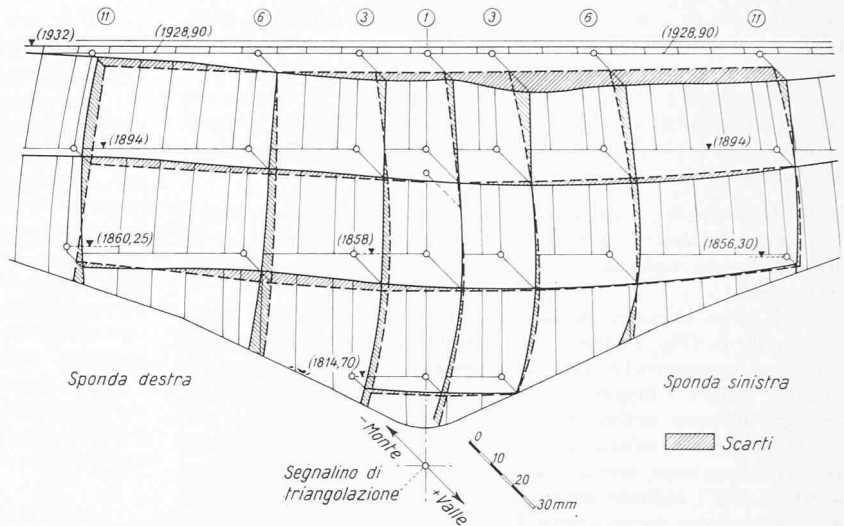 11 6 3 1 3 6 11
(1932) (1928,90) (1928,90)
(1894) (1894)
(1860,25) (1858) (1856,30)
(1814,70)
Sponda destra Sponda sinistra
-Monte
+Valle
Segnalino di
triangolazione
0
10
20
30mm
Scarti